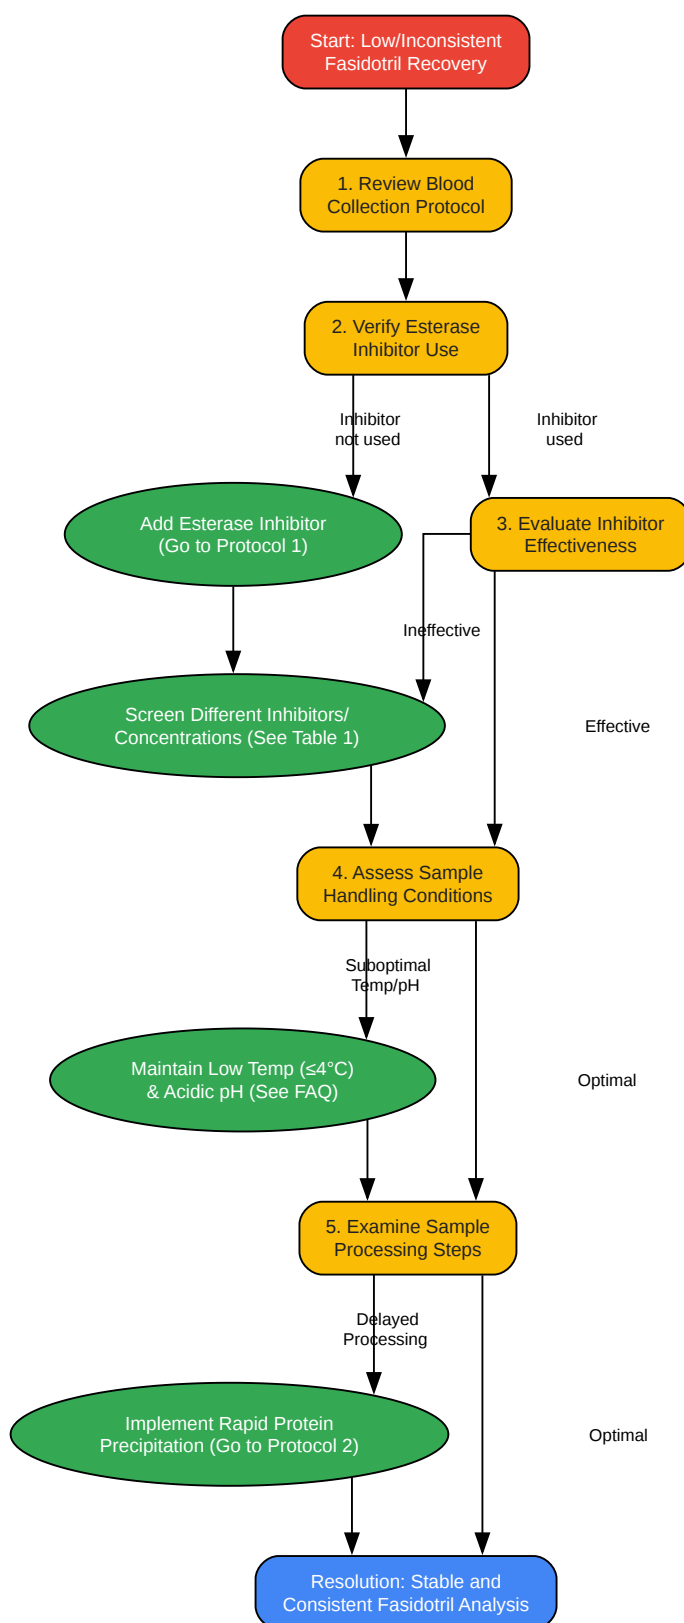 Start: Low/Inconsistent
Fasidotril Recovery
1. Review Blood
Collection Protocol
2. Verify Esterase
Inhibitor Use
Inhibitor
not used
Inhibitor
used
Add Esterase Inhibitor
(Go to Protocol 1)
3. Evaluate Inhibitor
Effectiveness
Ineffective
Screen Different Inhibitors/
Concentrations (See Table 1)
Effective
4. Assess Sample
Handling Conditions
Suboptimal
Temp/pH
Maintain Low Temp (≤4°C)
& Acidic pH (See FAQ)
Optimal
5. Examine Sample
Processing Steps
Delayed
Processing
Implement Rapid Protein
Precipitation (Go to Protocol 2)
Optimal
Resolution: Stable and
Consistent Fasidotril Analysis